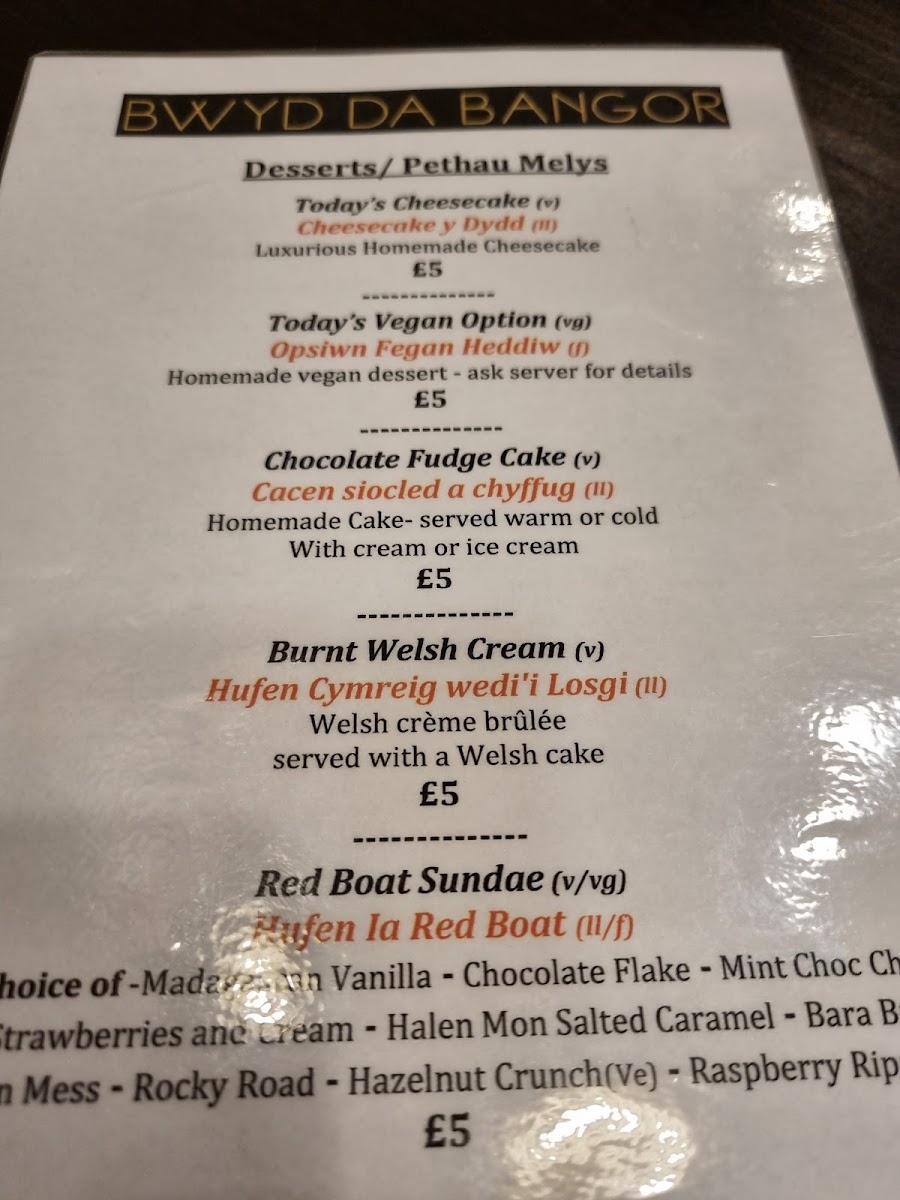 BWYD DA BANGOR
Desserts/ Pethau Melys
Today's Cheesecake (v)
Cheesecake y Dydd (ll)
Luxurious Homemade Cheesecake
£5
--------------
Today's Vegan Option (vg)
Opsiwn Fegan Heddiw (f)
Homemade vegan dessert - ask server for details
£5
--------------
Chocolate Fudge Cake (v)
Cacen siocled a chyffug (ll)
Homemade Cake- served warm or cold
With cream or ice cream
£5
--------------
Burnt Welsh Cream (v)
Hufen Cymreig wedi'i Losgi (ll)
Welsh crème brûlée
served with a Welsh cake
£5
--------------
Red Boat Sundae (v/vg)
Hufen Ia Red Boat (ll/f)
hoice of -Vanilla - Chocolate Flake - Mint Choc Ch
Strawberries and Cream - Halen Mon Salted Caramel - Bara B
n Mess - Rocky Road - Hazelnut Crunch(Ve) - Raspberry Rip
£5